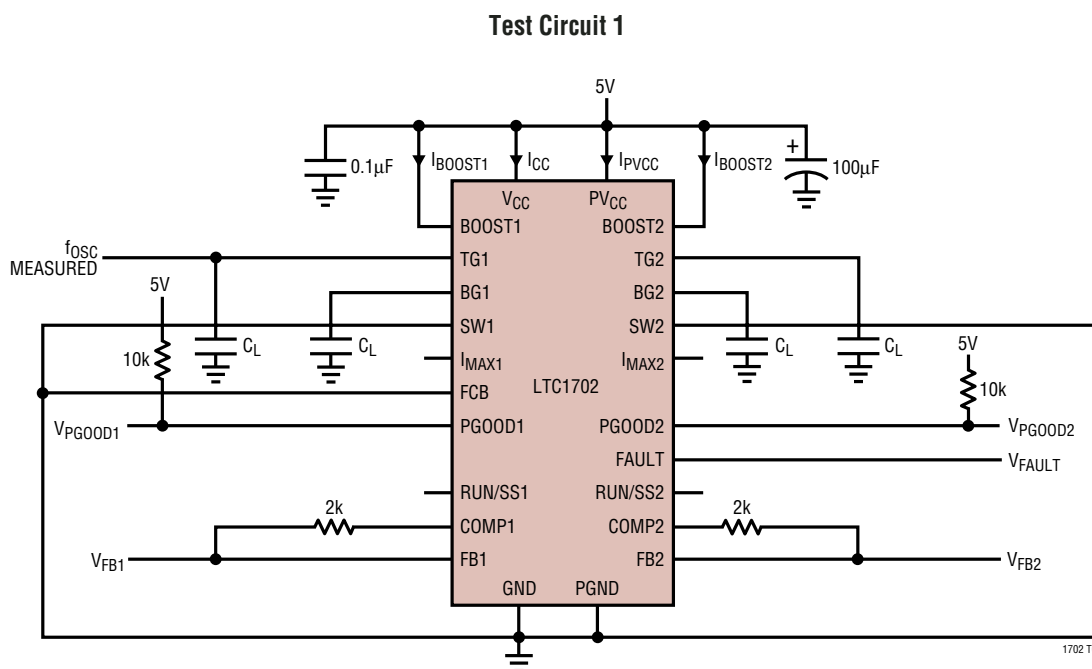 Test Circuit 1
5V
0.1µF
IBOOST1
ICC
IPVCC
IBOOST2
+
100µF
VCC
PVCC
BOOST1
BOOST2
fOSC
MEASURED
TG1
TG2
5V
BG1
BG2
SW1
SW2
10k
CL
CL
CL
CL
5V
IMAX1
IMAX2
LTC1702
10k
FCB
VPGOOD1
PGOOD1
PGOOD2
VPGOOD2
FAULT
VFAULT
RUN/SS1
RUN/SS2
2k
2k
COMP1
COMP2
VFB1
FB1
FB2
VFB2
GND
PGND
1702 T